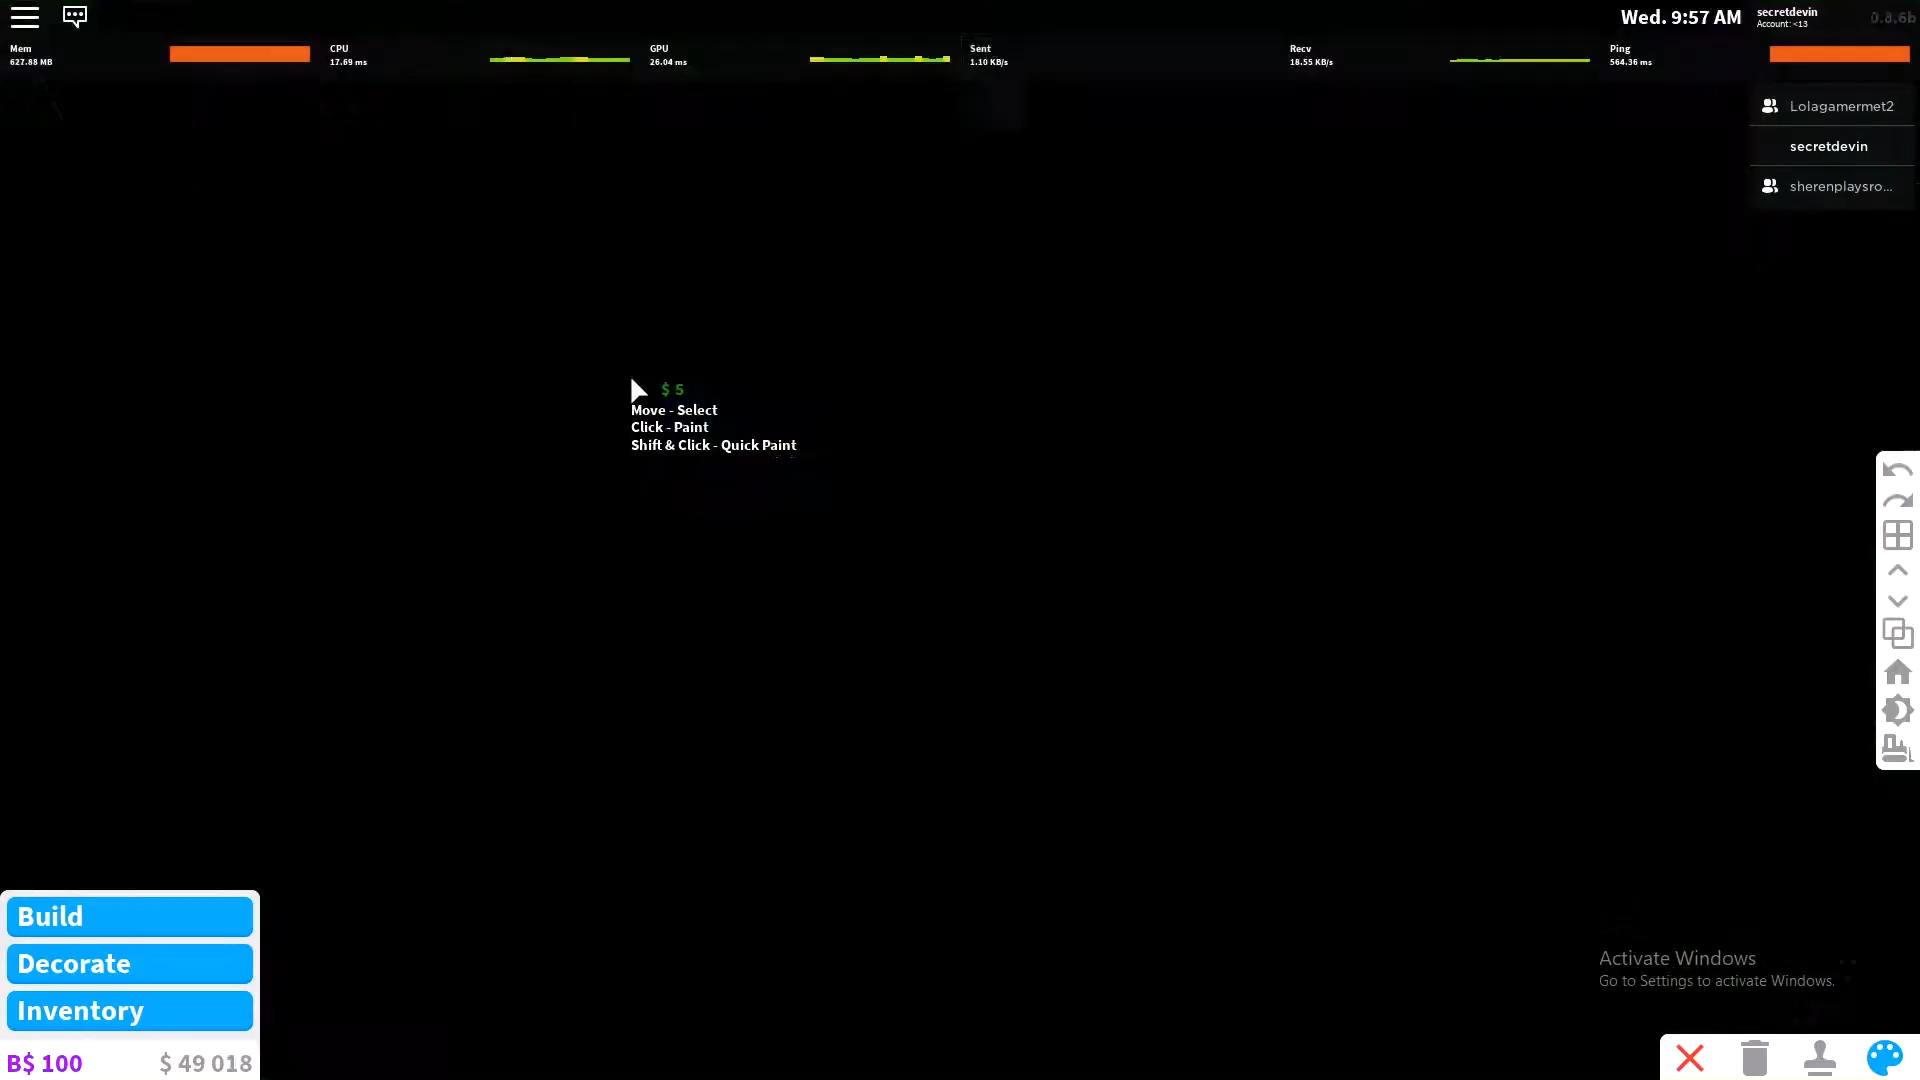 Wed. 9:57 AM
secretdevin
Account: <13
0.8.6b
Mem
627.88 MB
CPU
17.69 ms
GPU
26.04 ms
Sent
1.10 KB/s
Recv
18.55 KB/s
Ping
564.36 ms
Lolagamermet2
secretdevin
sherenplaysro...
$ 5
Move - Select
Click - Paint
Shift & Click - Quick Paint
Build
Decorate
Inventory
B$ 100
$ 49 018
Activate Windows
Go to Settings to activate Windows.